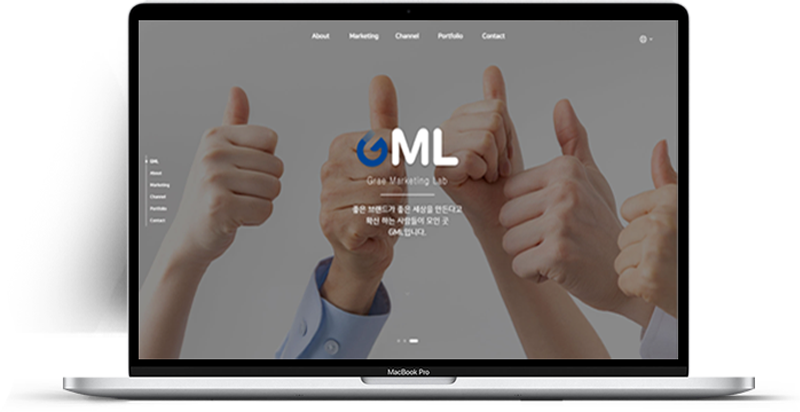 About Marketing Channel Portfolio Contact
GML
About
Marketing
Channel
Portfolio
Contact
GML
Grae Marketing Lab
좋은 브랜드가 좋은 세상을 만든다고
확신 하는 사람들이 모인 곳
GML입니다.
MacBook Pro